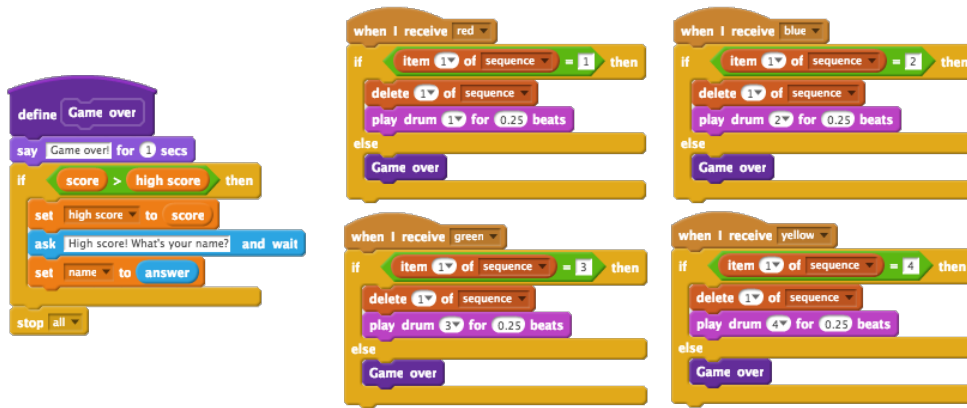 define Game over
say Game over! for 1 secs
if score > high score then
set high score to score
ask High score! What's your name? and wait
set name to answer
stop all
when I receive red
if item 1 of sequence = 1 then
delete 1 of sequence
play drum 1 for 0.25 beats
else
Game over
when I receive blue
if item 1 of sequence = 2 then
delete 1 of sequence
play drum 2 for 0.25 beats
else
Game over
when I receive green
if item 1 of sequence = 3 then
delete 1 of sequence
play drum 3 for 0.25 beats
else
Game over
when I receive yellow
if item 1 of sequence = 4 then
delete 1 of sequence
play drum 4 for 0.25 beats
else
Game over